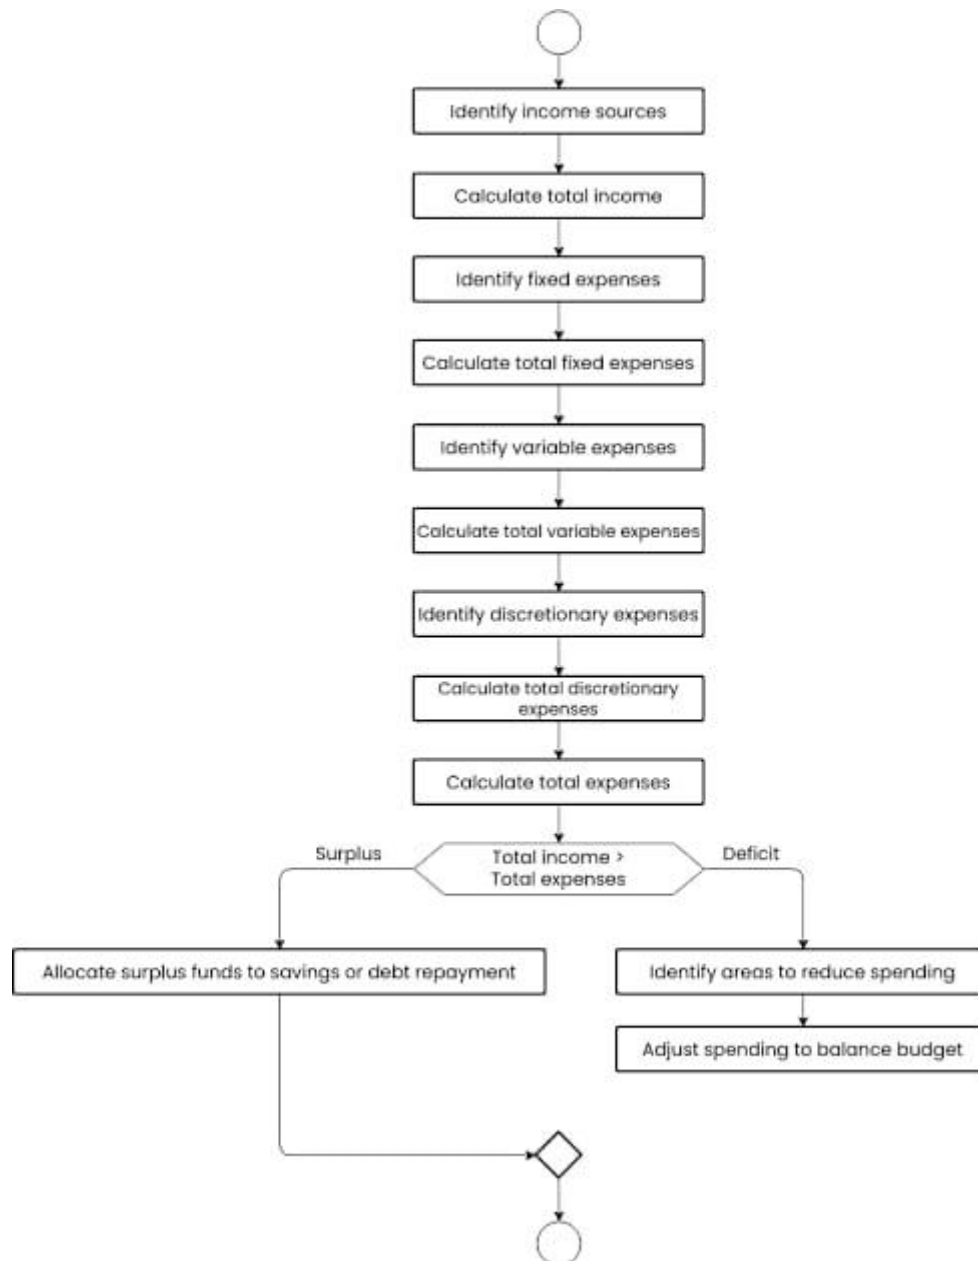 Identify income sources
Calculate total income
Identify fixed expenses
Calculate total fixed expenses
Identify variable expenses
Calculate total variable expenses
Identify discretionary expenses
Calculate total discretionary
expenses
Calculate total expenses
Surplus
Total income >
Total expenses
Deficit
Allocate surplus funds to savings or debt repayment
Identify areas to reduce spending
Adjust spending to balance budget